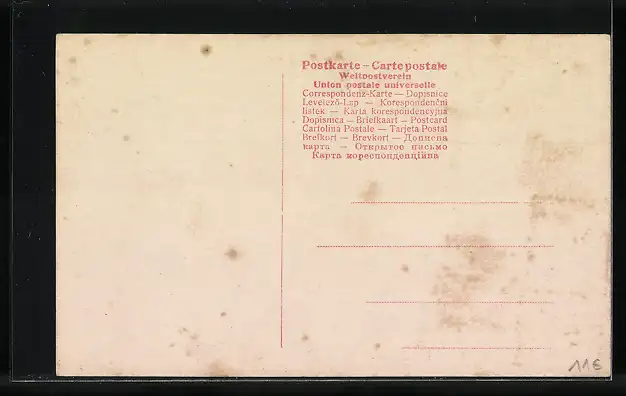 Postkarte – Carte postale
Weltpostverein
Union postale universelle
Correspondenz-Karte — Dopisnice
Levelező-Lap — Korespondenční
lístek — Karta korespondencyjna
Dopisnica — Briefkaart — Postcard
Cartolina Postale — Tarjeta Postal
Brefkort — Brevkort — Дописна
карта — Открытое письмо
Карта кореспонденційна
11€